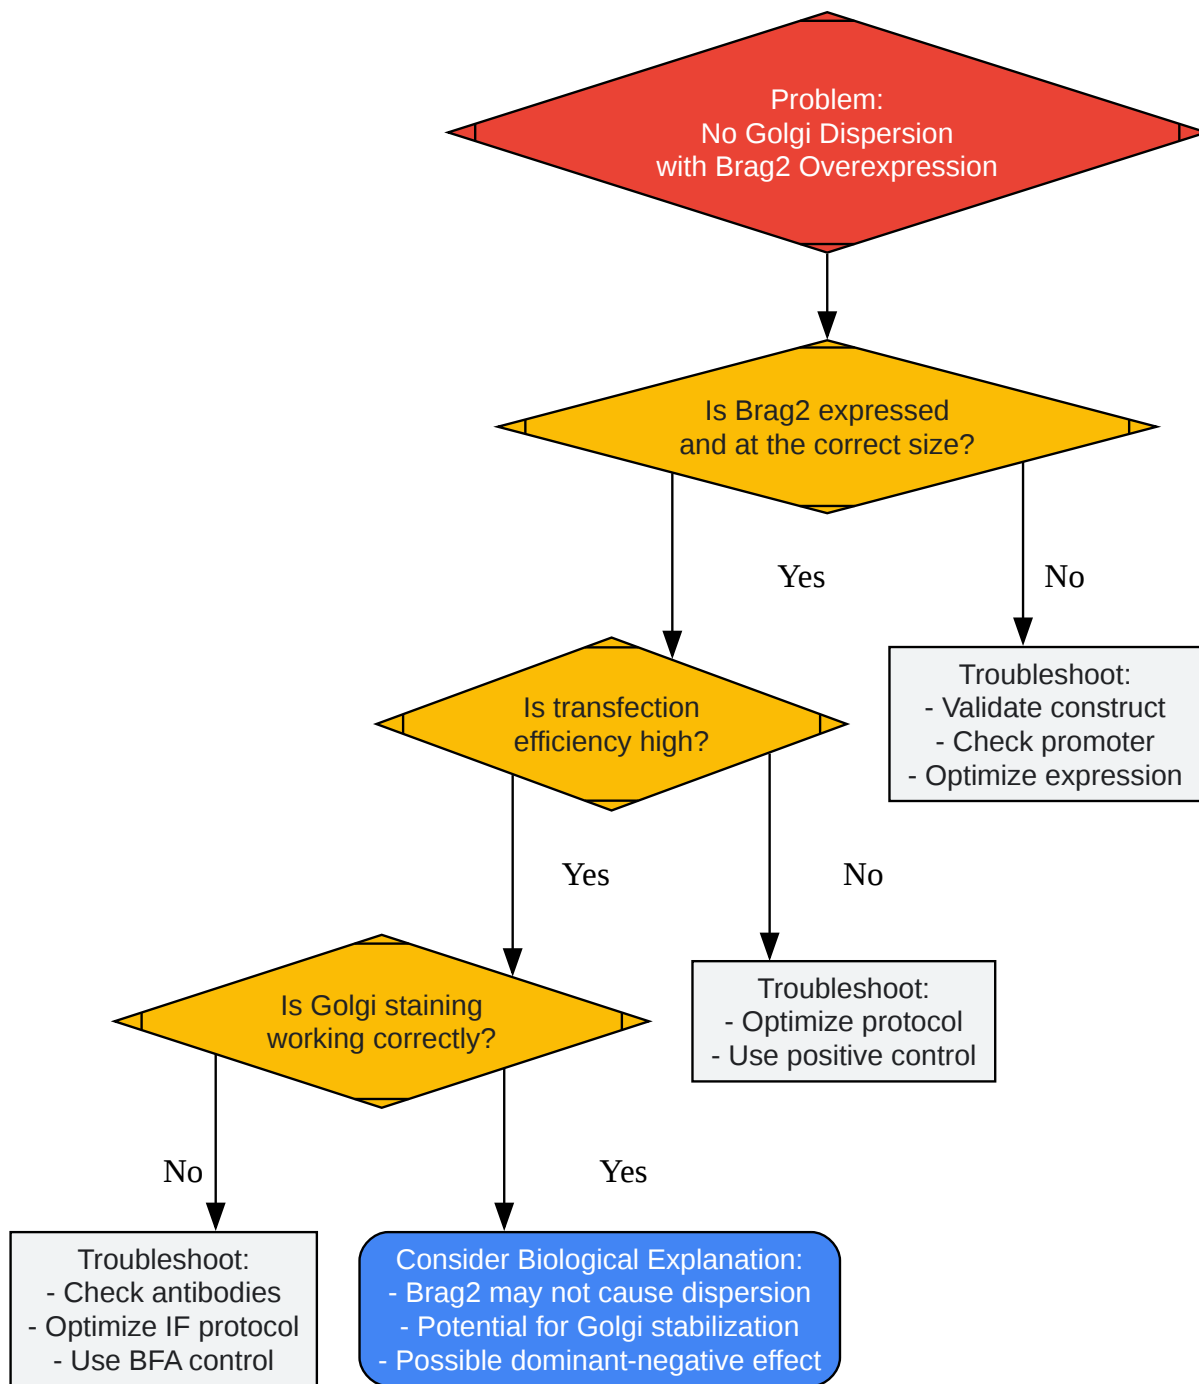 Problem:
No Golgi Dispersion
with Brag2 Overexpression
Is Brag2 expressed
and at the correct size?
Yes
No
Is transfection
efficiency high?
Troubleshoot:
- Validate construct
- Check promoter
- Optimize expression
Yes
No
Is Golgi staining
working correctly?
Troubleshoot:
- Optimize protocol
- Use positive control
No
Yes
Troubleshoot:
- Check antibodies
- Optimize IF protocol
- Use BFA control
Consider Biological Explanation:
- Brag2 may not cause dispersion
- Potential for Golgi stabilization
- Possible dominant-negative effect